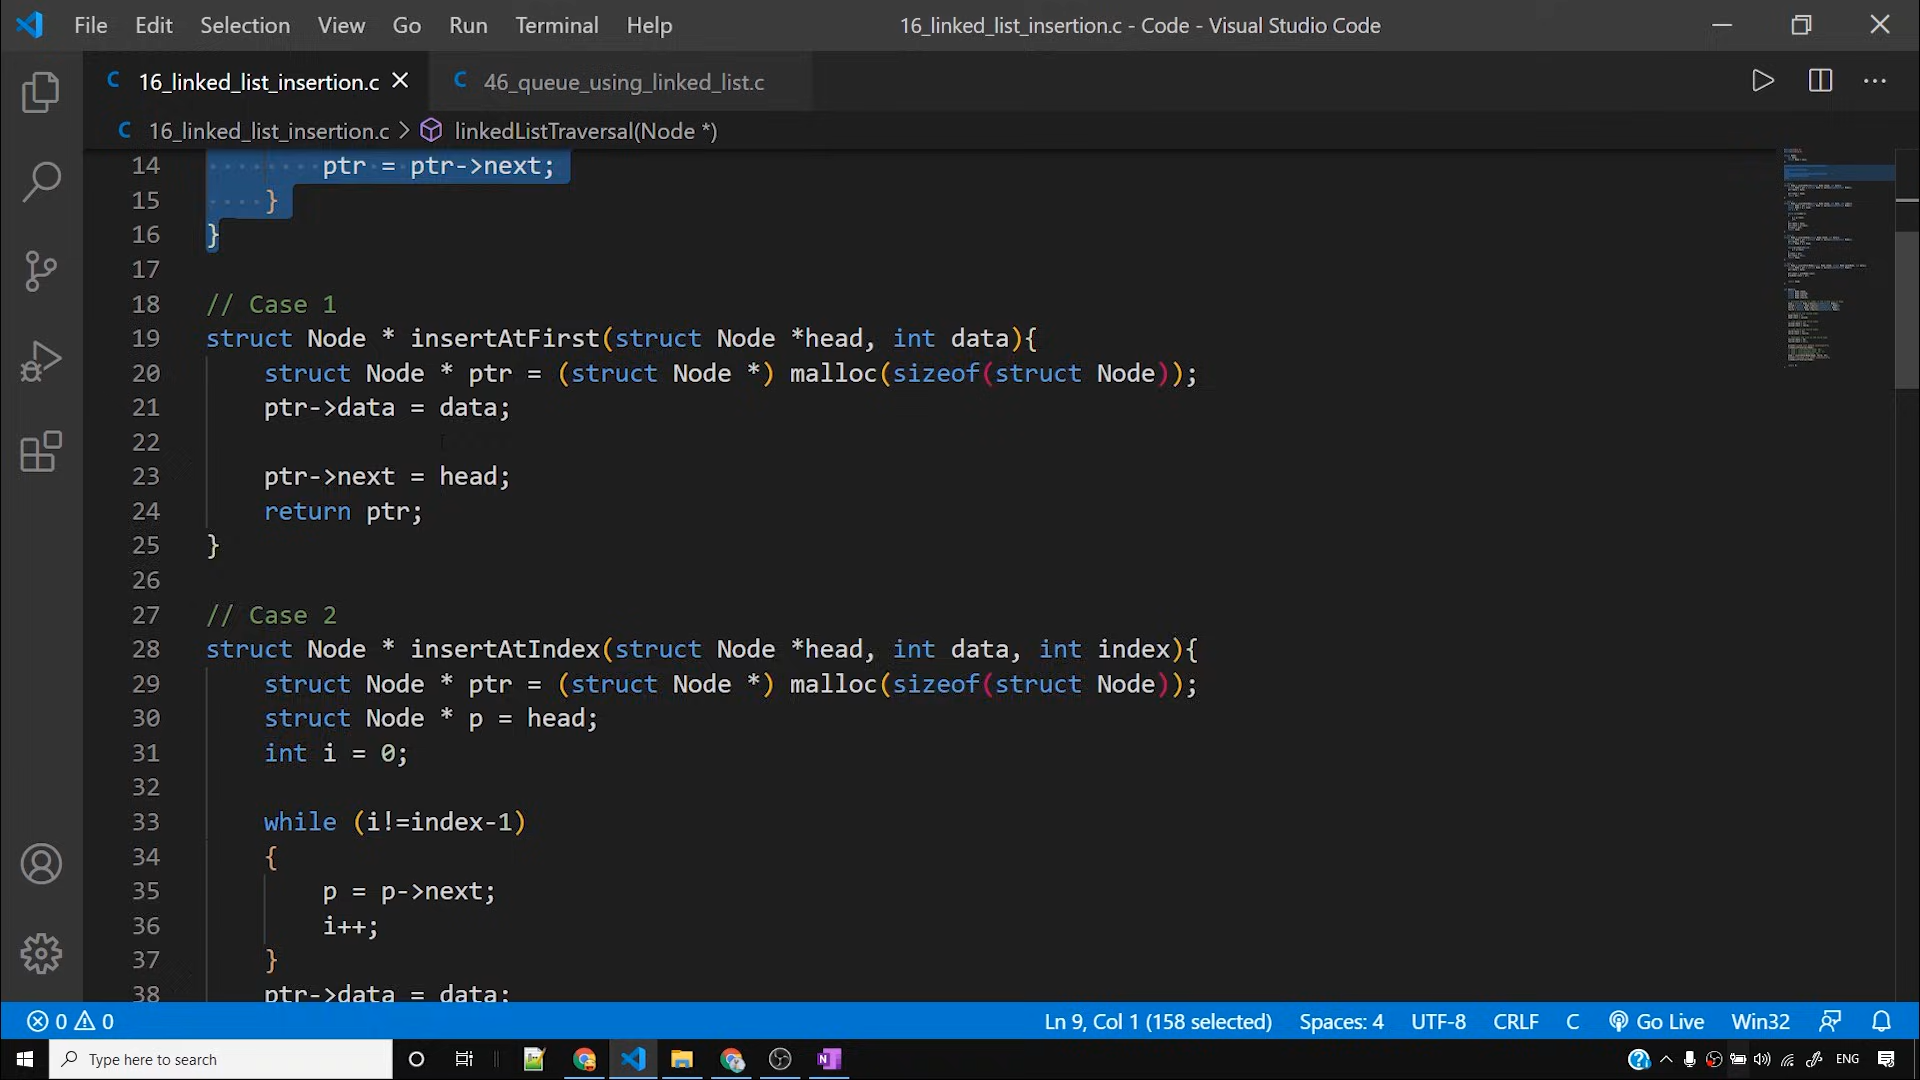 File Edit Selection View Go Run Terminal Help 16_linked_list_insertion.c - Code - Visual Studio Code
16_linked_list_insertion.c 46_queue_using_linked_list.c
16_linked_list_insertion.c > linkedListTraversal(Node *)
14 ptr = ptr->next;
15 }
16 }
17
18 // Case 1
19 struct Node * insertAtFirst(struct Node *head, int data){
20 struct Node * ptr = (struct Node *) malloc(sizeof(struct Node));
21 ptr->data = data;
22
23 ptr->next = head;
24 return ptr;
25 }
26
27 // Case 2
28 struct Node * insertAtIndex(struct Node *head, int data, int index){
29 struct Node * ptr = (struct Node *) malloc(sizeof(struct Node));
30 struct Node * p = head;
31 int i = 0;
32
33 while (i!=index-1)
34 {
35 p = p->next;
36 i++;
37 }
38 ptr->data = data;
0 0 Ln 9, Col 1 (158 selected) Spaces: 4 UTF-8 CRLF C Go Live Win32
Type here to search ENG